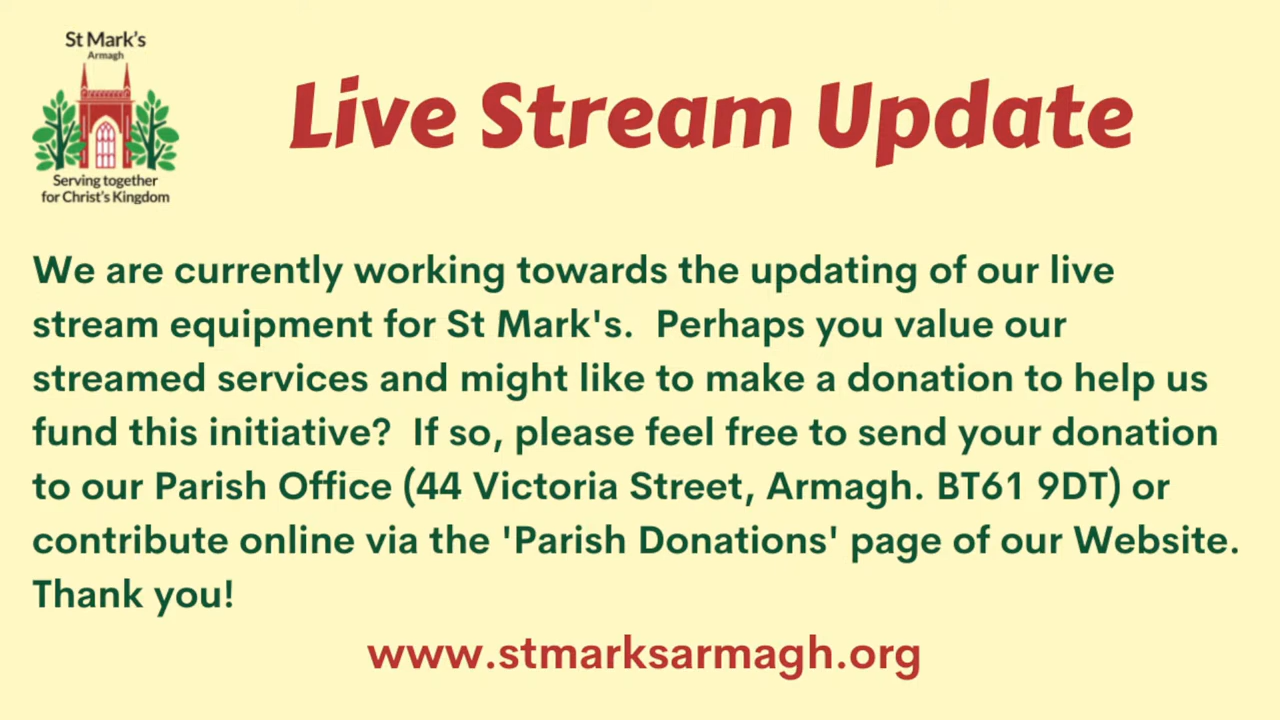 St Mark's
Armagh
Serving together
for Christ's Kingdom
Live Stream Update
We are currently working towards the updating of our live
stream equipment for St Mark's.  Perhaps you value our
streamed services and might like to make a donation to help us
fund this initiative?  If so, please feel free to send your donation
to our Parish Office (44 Victoria Street, Armagh. BT61 9DT) or
contribute online via the 'Parish Donations' page of our Website.
Thank you!
www.stmarksarmagh.org